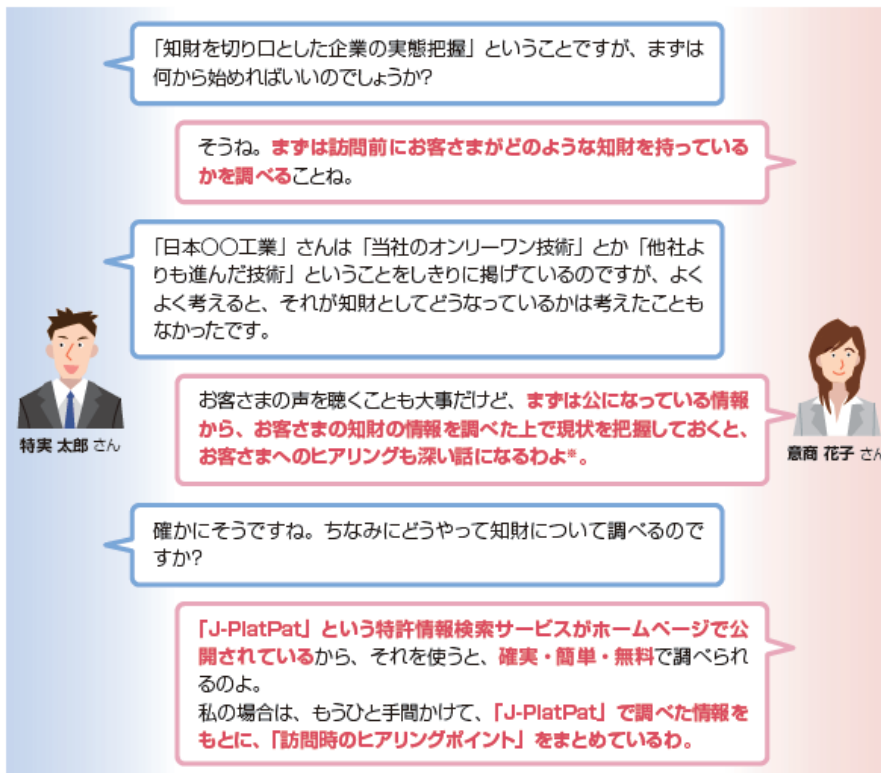 「知財を切り口とした企業の実態把握」ということですが、まずは
何から始めればいいのでしょうか?
そうね。まずは訪問前にお客さまがどのような知財を持っている
かを調べることね。
「日本〇〇工業」さんは「当社のオンリーワン技術」とか「他社よ
りも進んだ技術」ということをしきりに掲げているのですが、よく
よく考えると、それが知財としてどうなっているかは考えたことも
なかったです。
お客さまの声を聴くことも大事だけど、まずは公になっている情報
から、お客さまの知財の情報を調べた上で現状を把握しておくと、
お客さまへのヒアリングも深い話になるわよ※。
特実 太郎 さん
意商 花子 さん
確かにそうですね。ちなみにどうやって知財について調べるので
すか?
「J-PlatPat」という特許情報検索サービスがホームページで公
開されているから、それを使うと、確実・簡単・無料で調べられ
るのよ。
私の場合は、もうひと手間かけて、「J-PlatPat」で調べた情報を
もとに、「訪問時のヒアリングポイント」をまとめているわ。